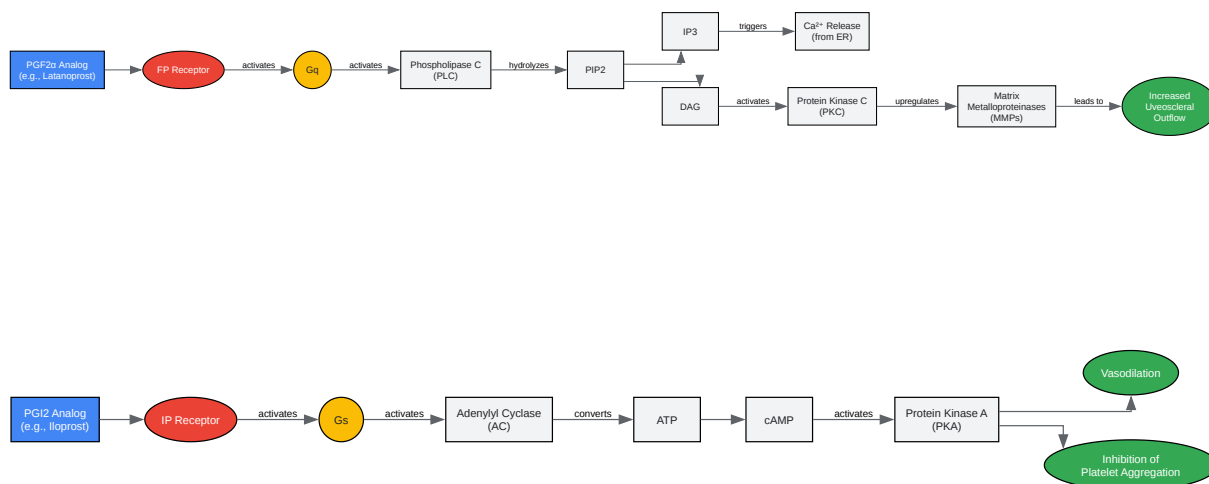 PGF2α Analog
(e.g., Latanoprost)
FP Receptor
activates
Gq
activates
Phospholipase C
(PLC)
hydrolyzes
PIP2
IP3
triggers
Ca²⁺ Release
(from ER)
DAG
activates
Protein Kinase C
(PKC)
upregulates
Matrix
Metalloproteinases
(MMPs)
leads to
Increased
Uveoscleral
Outflow
PGI2 Analog
(e.g., Iloprost)
IP Receptor
activates
Gs
activates
Adenylyl Cyclase
(AC)
converts
ATP
cAMP
activates
Protein Kinase A
(PKA)
Vasodilation
Inhibition of
Platelet Aggregation